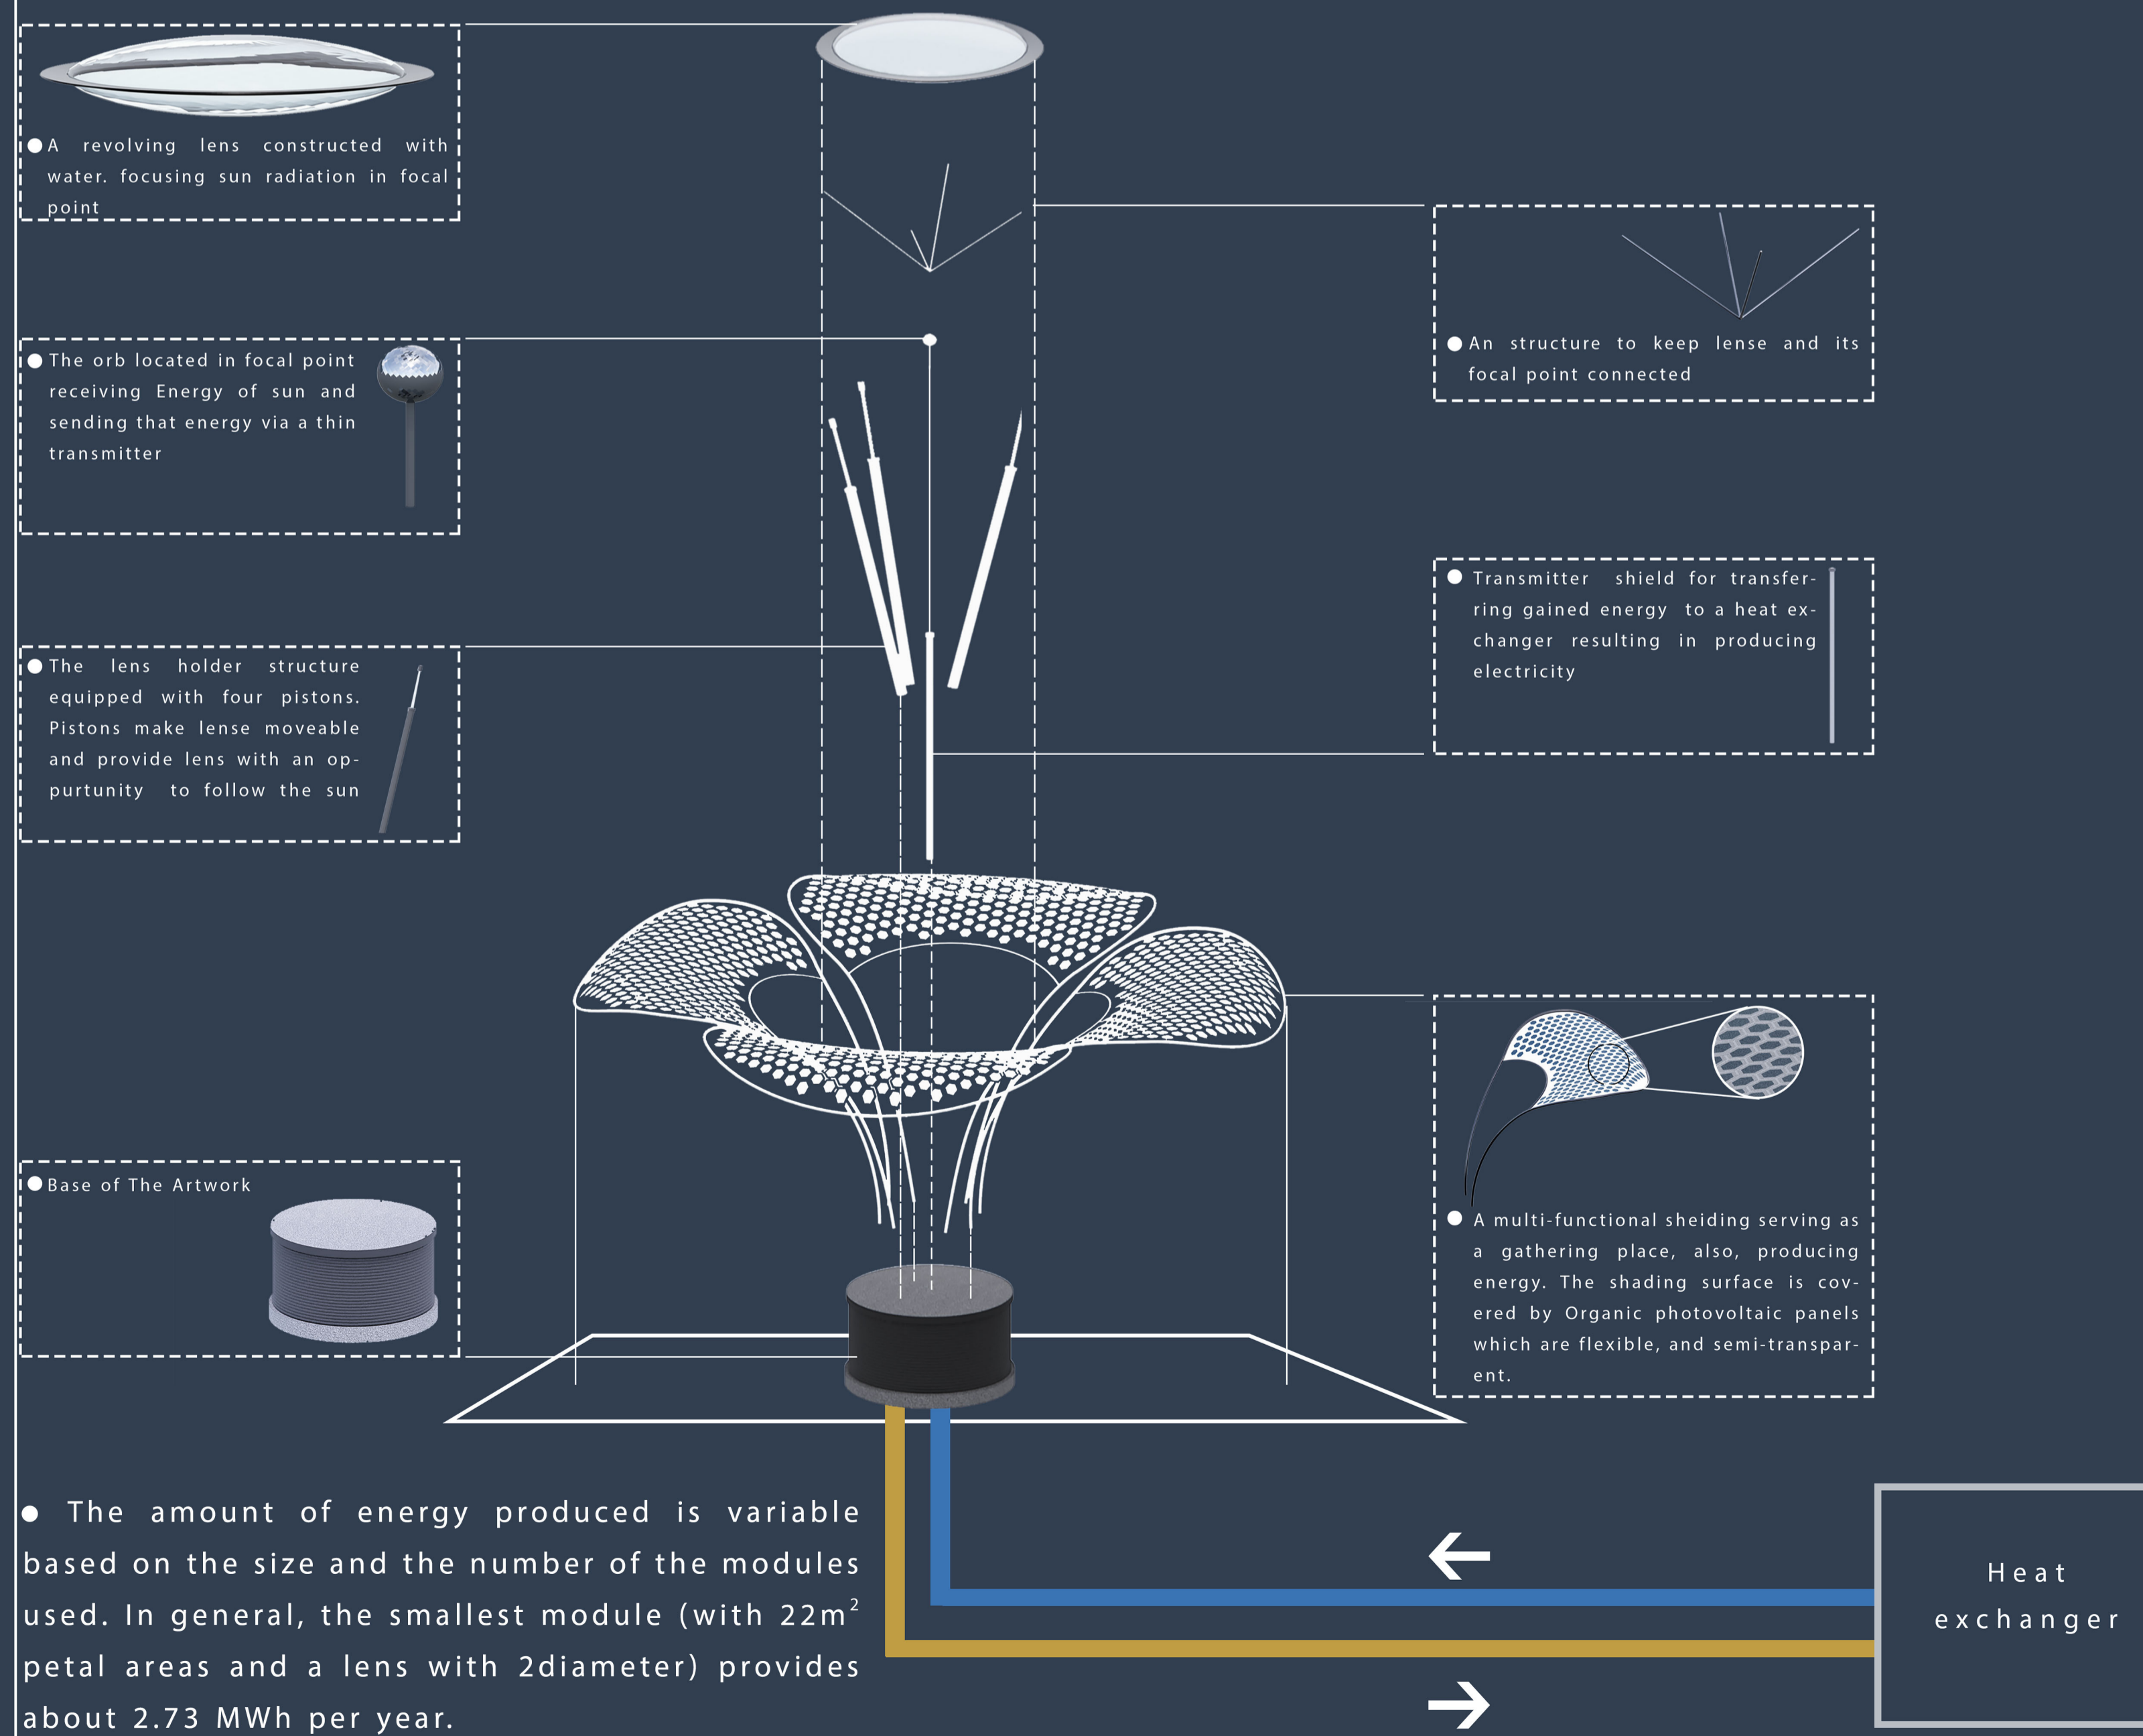 A revolving lens constructed with
water. focusing sun radiation in focal
point
An structure to keep lense and its
focal point connected
The orb located in focal point
receiving Energy of sun and
sending that energy via a thin
transmitter
Transmitter shield for transfer-
ring gained energy to a heat ex-
changer resulting in producing
electricity
The lens holder structure
equipped with four pistons.
Pistons make lense moveable
and provide lens with an op-
purtunity to follow the sun
Base of The Artwork
A multi-functional sheiding serving as
a gathering place, also, producing
energy. The shading surface is cov-
ered by Organic photovoltaic panels
which are flexible, and semi-transpar-
ent.
The amount of energy produced is variable
based on the size and the number of the modules
used. In general, the smallest module (with 22m²
petal areas and a lens with 2diameter) provides
about 2.73 MWh per year.
Heat
exchanger